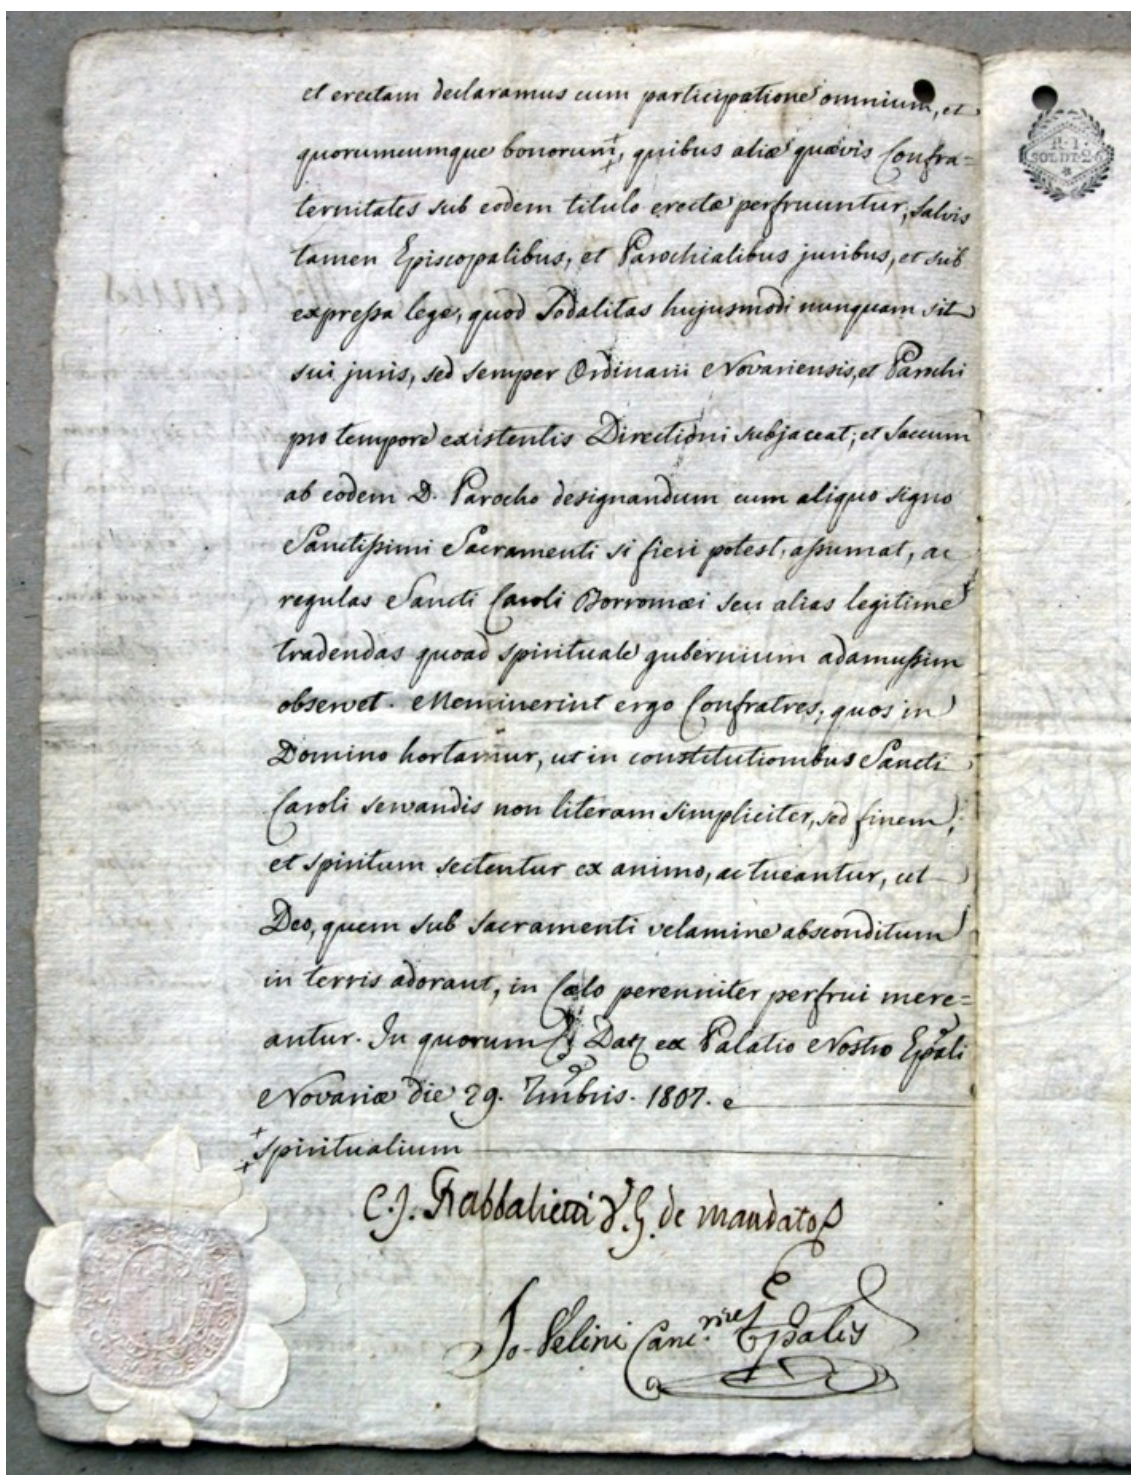 et erectam declaramus cum participatione omnium, et
quorumcumque bonorum+, quibus aliæ quævis Confra=
ternitates sub eodem titulo erectæ perfruuntur, salvis
tamen Episcopalibus, et Parochialibus juribus, et sub
expressa lege, quod Sodalitas hujusmodi nunquam sit
sui juris, sed semper Ordinarii Novariensis, et Parochi
pro tempore existentis Directioni subjaceat; et Saccum
ab eodem D. Parocho designandum cum aliquo signo
Sanctissimi Sacramenti si fieri potest, assumat, ac
regulas Sancti Caroli Borromæi seu alias legitime
tradendas quoad spirituale gubernium adamussim
observet. Meminerint ergo Confratres, quos in
Domino hortamur, ut in constitutionibus Sancti
Caroli servandis non literam simpliciter, sed finem,
et spiritum sectentur ex animo, ac tueantur, ut
Deo, quem sub Sacramenti velamine absconditum
in terris adorant, in Cælo perenniter perfrui mere=
antur. In quorum Dat ex Palatio Nostro Epali
Novariæ die 29. 7mbris. 1807.
+ spiritualium
C. J. V. G. de mandato
Jo. Velini Canc. Epalis
R. I.
SOLDI 26